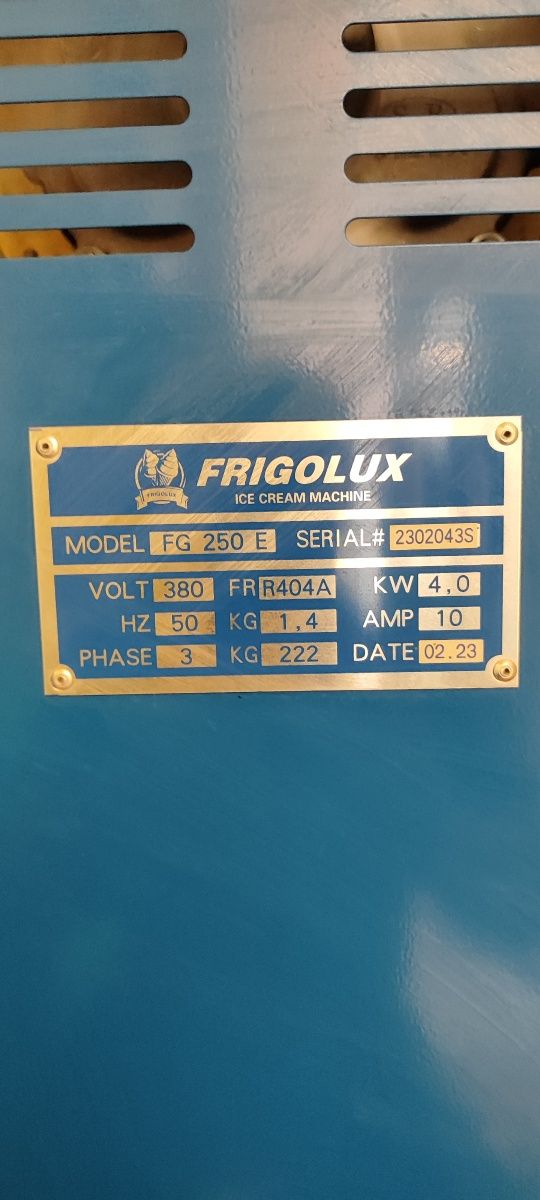 FRIGOLUX
FRIGOLUX
ICE CREAM MACHINE
MODEL FG 250 E SERIAL# 2302043S
VOLT 380 FR R404A KW 4,0
HZ 50 KG 1,4 AMP 10
PHASE 3 KG 222 DATE 02.23